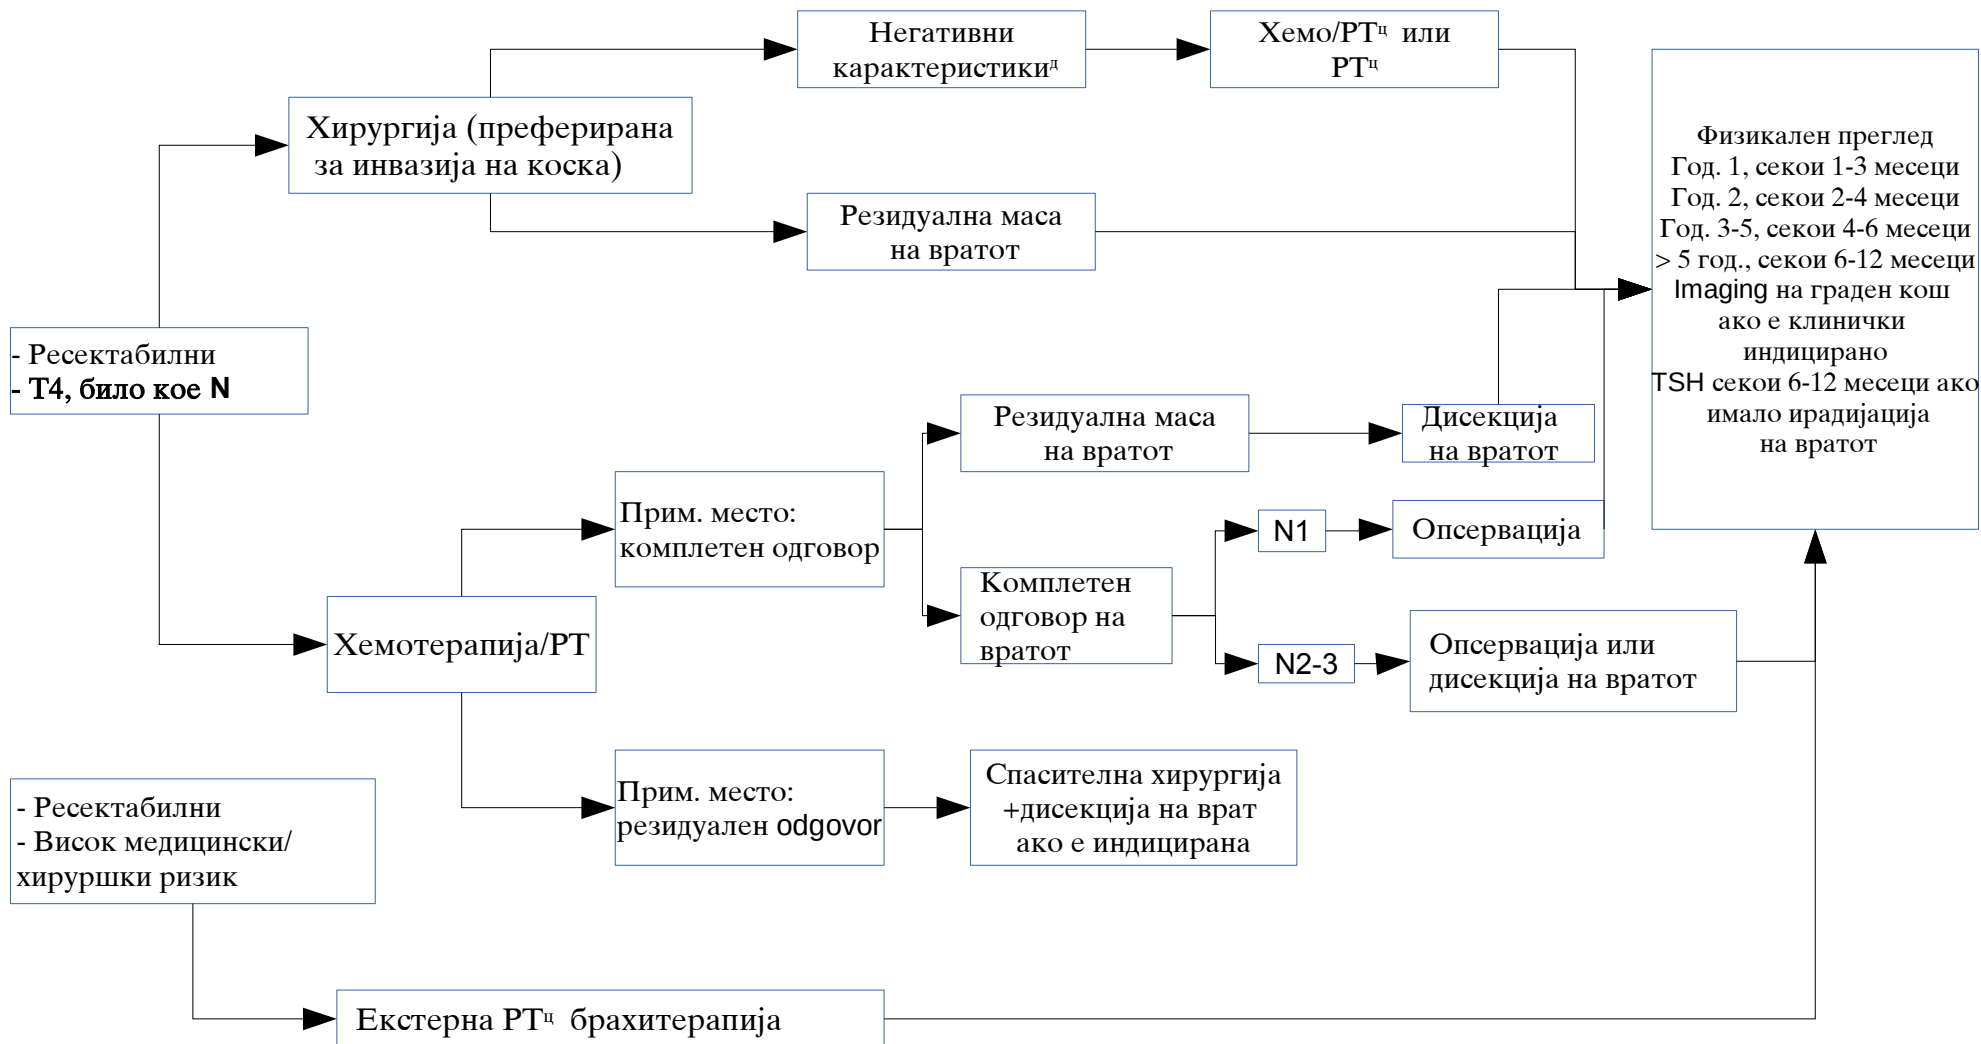 Негативни
карактеристикиᵈ
Хемо/РТᶣ или
РТᶣ
Хирургија (преферирана
за инвазија на коска)
Резидуална маса
на вратот
Физикален преглед
Год. 1, секои 1-3 месеци
Год. 2, секои 2-4 месеци
Год. 3-5, секои 4-6 месеци
> 5 год., секои 6-12 месеци
Imaging на граден кош
ако е клинички
индицирано
TSH секои 6-12 месеци ако
имало ирадијација
на вратот
- Ресектабилни
- Т4, било кое N
Резидуална маса
на вратот
Дисекција
на вратот
Прим. место:
комплетен одговор
N1
Опсервација
Комплетен
одговор на
вратот
N2-3
Опсервација или
дисекција на вратот
Хемотерапија/РТ
Прим. место:
резидуален odgovor
Спасителна хирургија
+дисекција на врат
ако е индицирана
- Ресектабилни
- Висок медицински/
хируршки ризик
Екстерна РТц брахитерапија